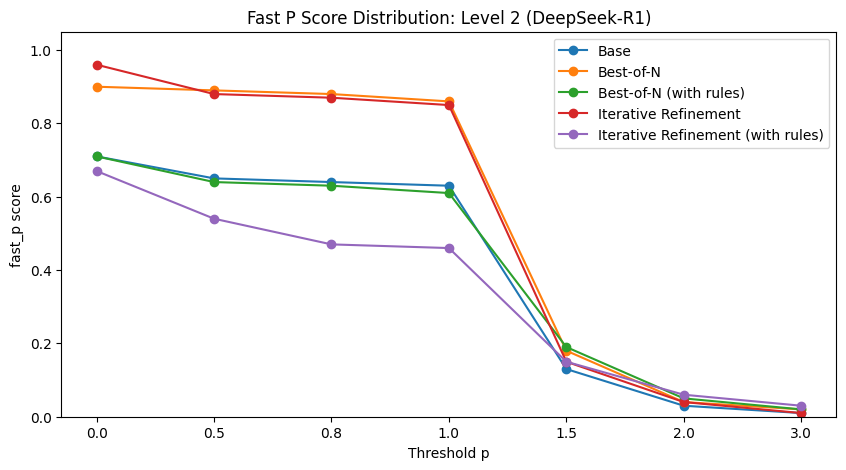 Fast P Score Distribution: Level 2 (DeepSeek-R1)
Base
Best-of-N
Best-of-N (with rules)
Iterative Refinement
Iterative Refinement (with rules)
fast_p score
1.0
0.8
0.6
0.4
0.2
0.0
0.0 0.5 0.8 1.0 1.5 2.0 3.0
Threshold p